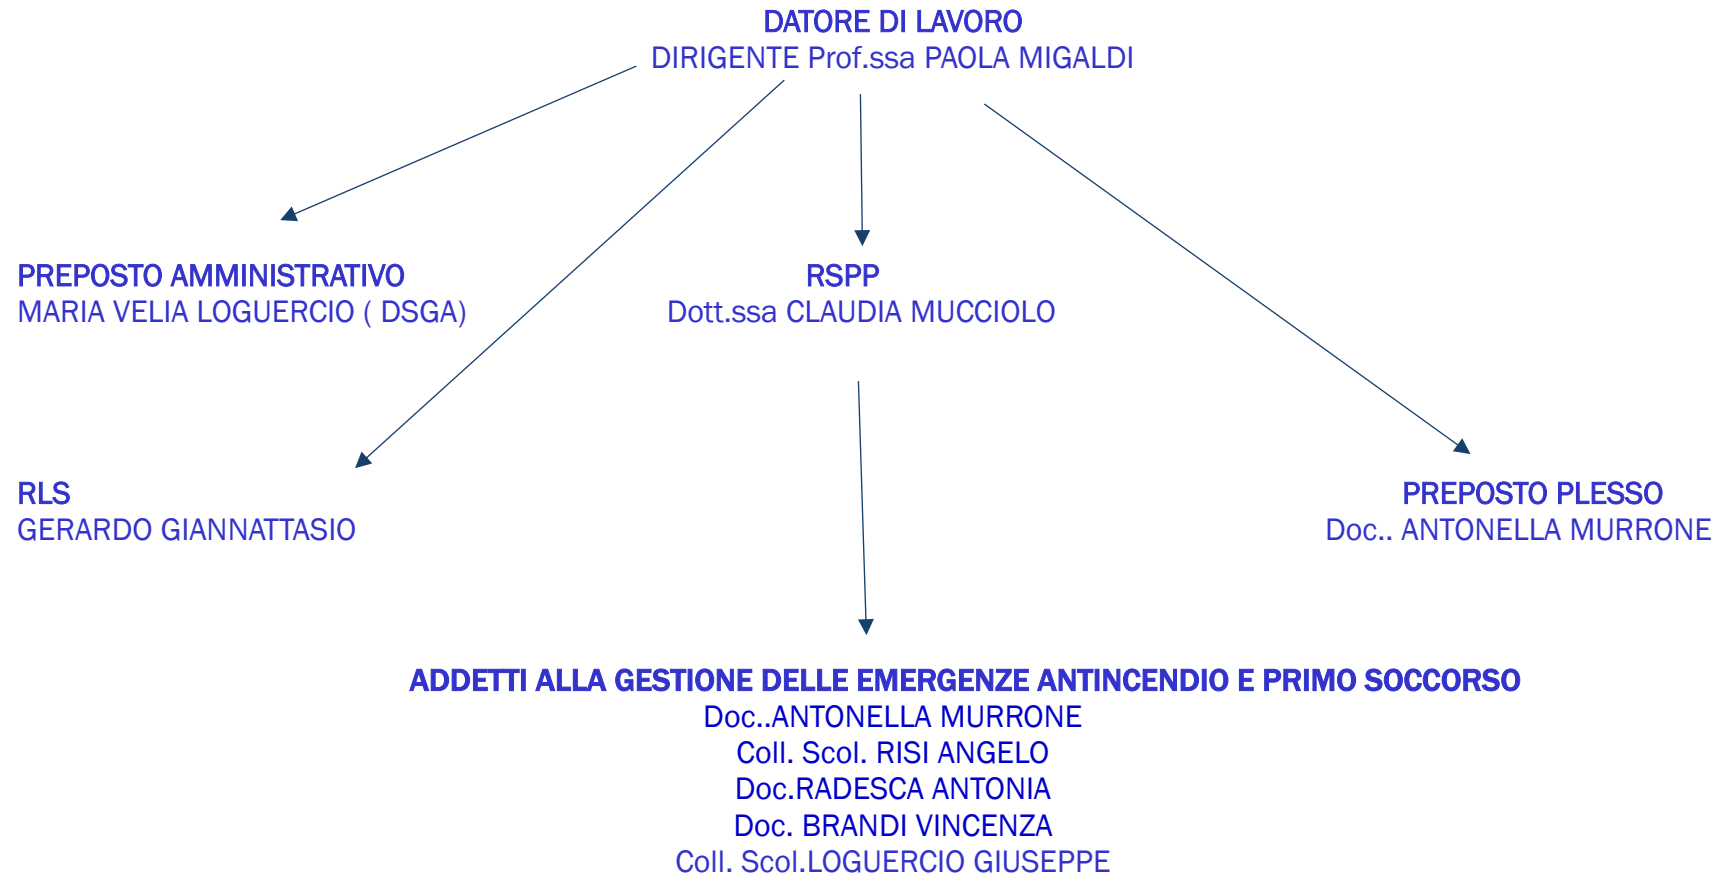 DATORE DI LAVORO
DIRIGENTE Prof.ssa PAOLA MIGALDI
PREPOSTO AMMINISTRATIVO
MARIA VELIA LOGUERCIO ( DSGA)
RSPP
Dott.ssa CLAUDIA MUCCIOLO
RLS
GERARDO GIANNATTASIO
PREPOSTO PLESSO
Doc.. ANTONELLA MURRONE
ADDETTI ALLA GESTIONE DELLE EMERGENZE ANTINCENDIO E PRIMO SOCCORSO
Doc..ANTONELLA MURRONE
Coll. Scol. RISI ANGELO
Doc.RADESCA ANTONIA
Doc. BRANDI VINCENZA
Coll. Scol.LOGUERCIO GIUSEPPE